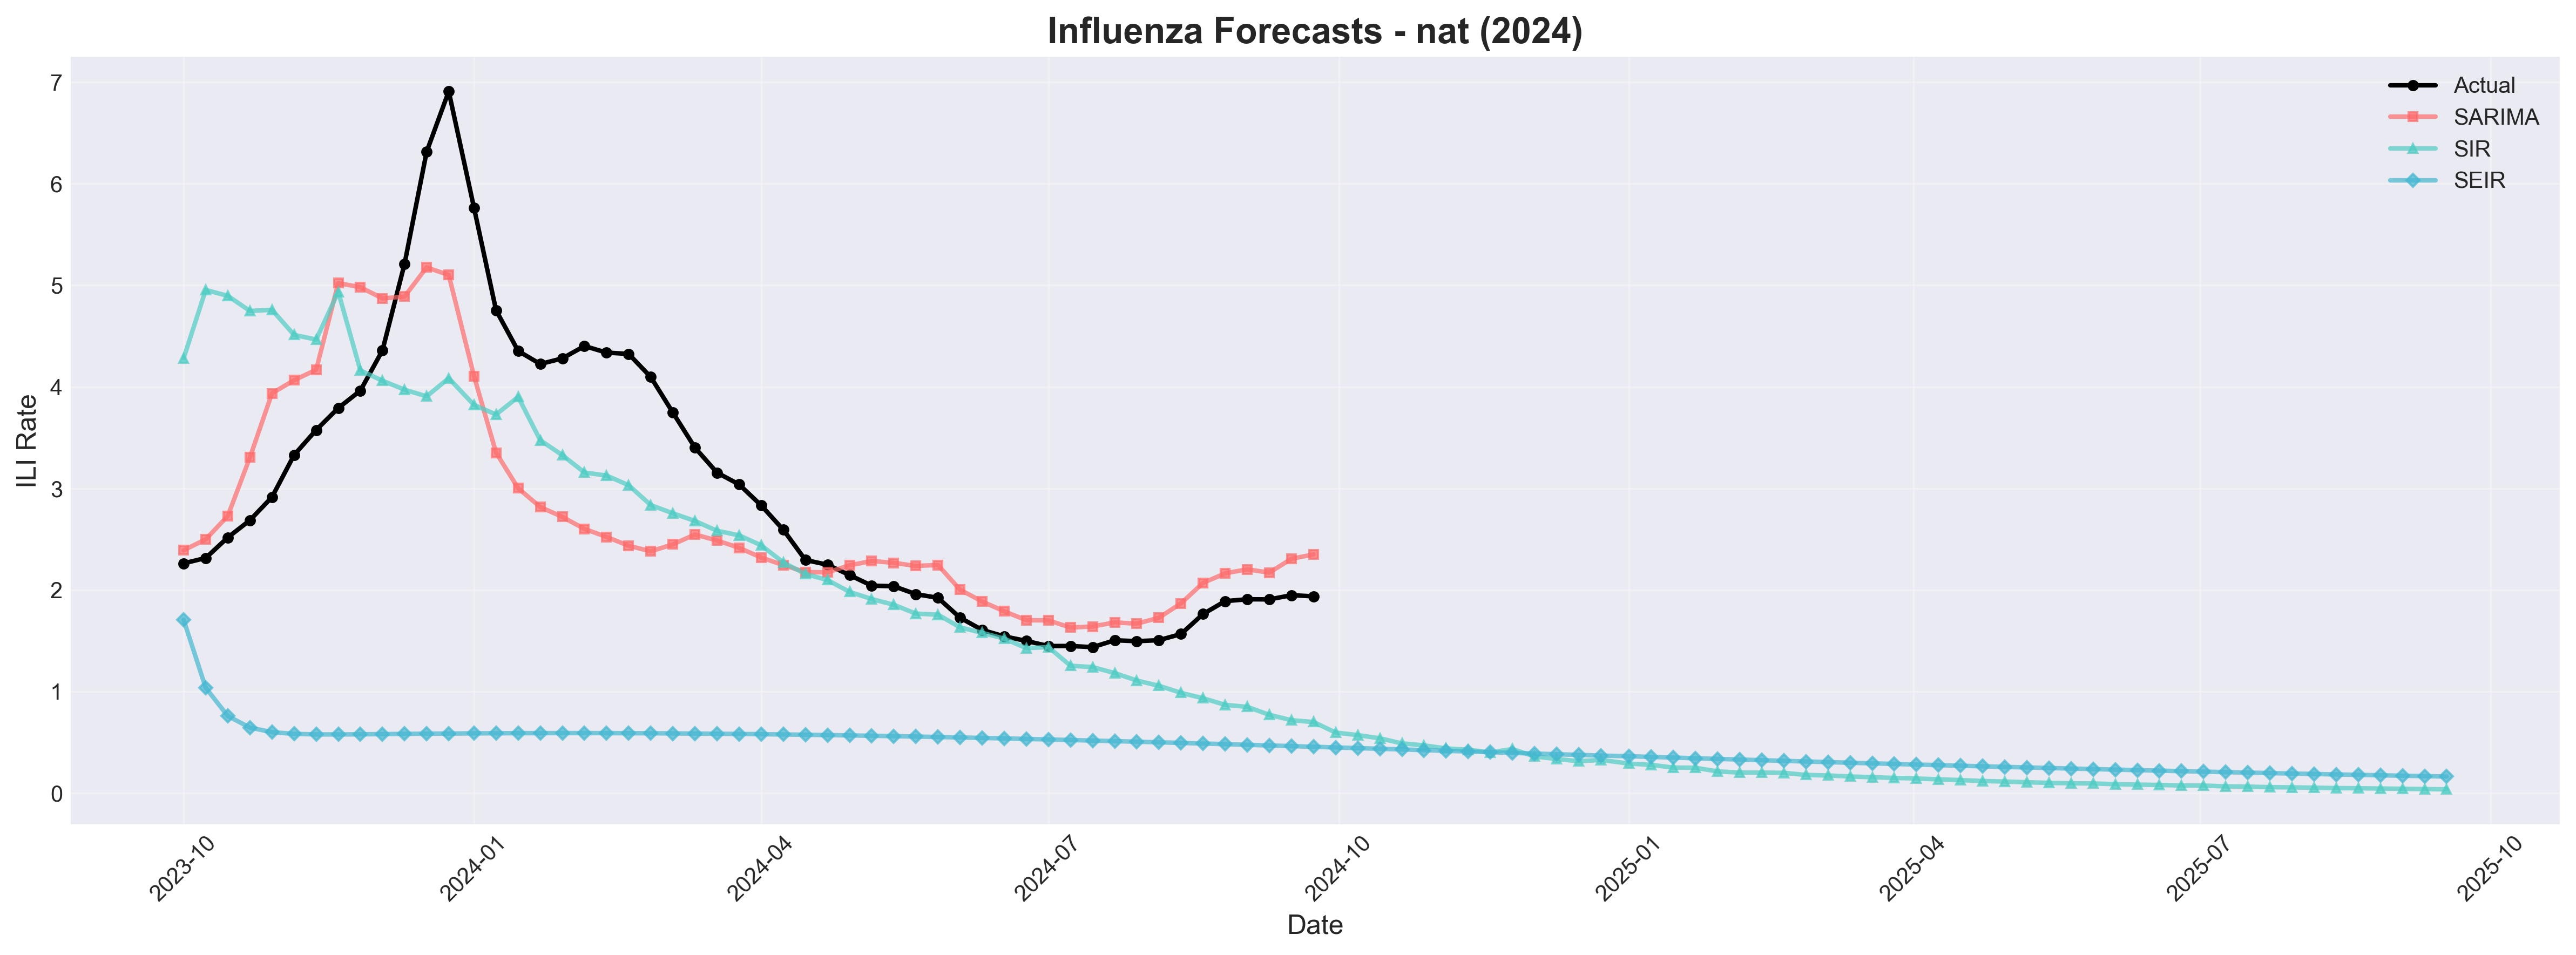 Influenza Forecasts - nat (2024)
Actual
SARIMA
SIR
SEIR
ILI Rate
7
6
5
4
3
2
1
0
2023-10
2024-01
2024-04
2024-07
2024-10
2025-01
2025-04
2025-07
2025-10
Date